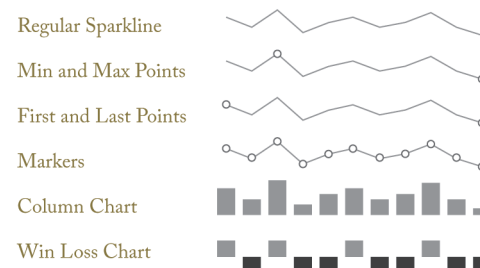 Regular Sparkline
Min and Max Points
First and Last Points
Markers
Column Chart
Win Loss Chart